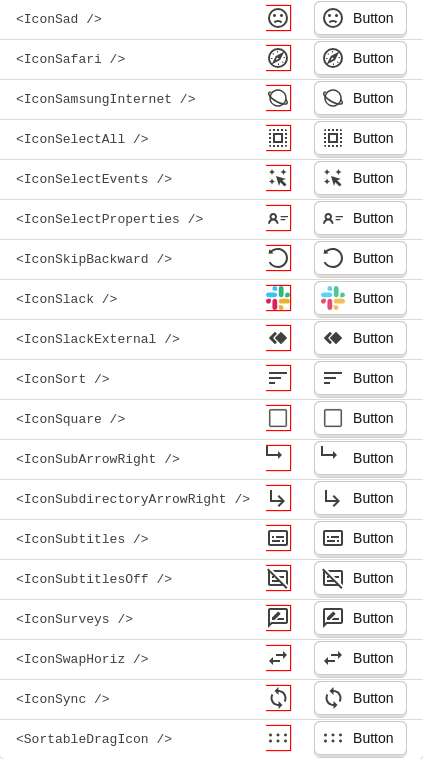 <IconSad /> Button
<IconSafari /> Button
<IconSamsungInternet /> Button
<IconSelectAll /> Button
<IconSelectEvents /> Button
<IconSelectProperties /> Button
<IconSkipBackward /> Button
<IconSlack /> Button
<IconSlackExternal /> Button
<IconSort /> Button
<IconSquare /> Button
<IconSubArrowRight /> Button
<IconSubdirectoryArrowRight /> Button
<IconSubtitles /> Button
<IconSubtitlesOff /> Button
<IconSurveys /> Button
<IconSwapHoriz /> Button
<IconSync /> Button
<SortableDragIcon /> Button